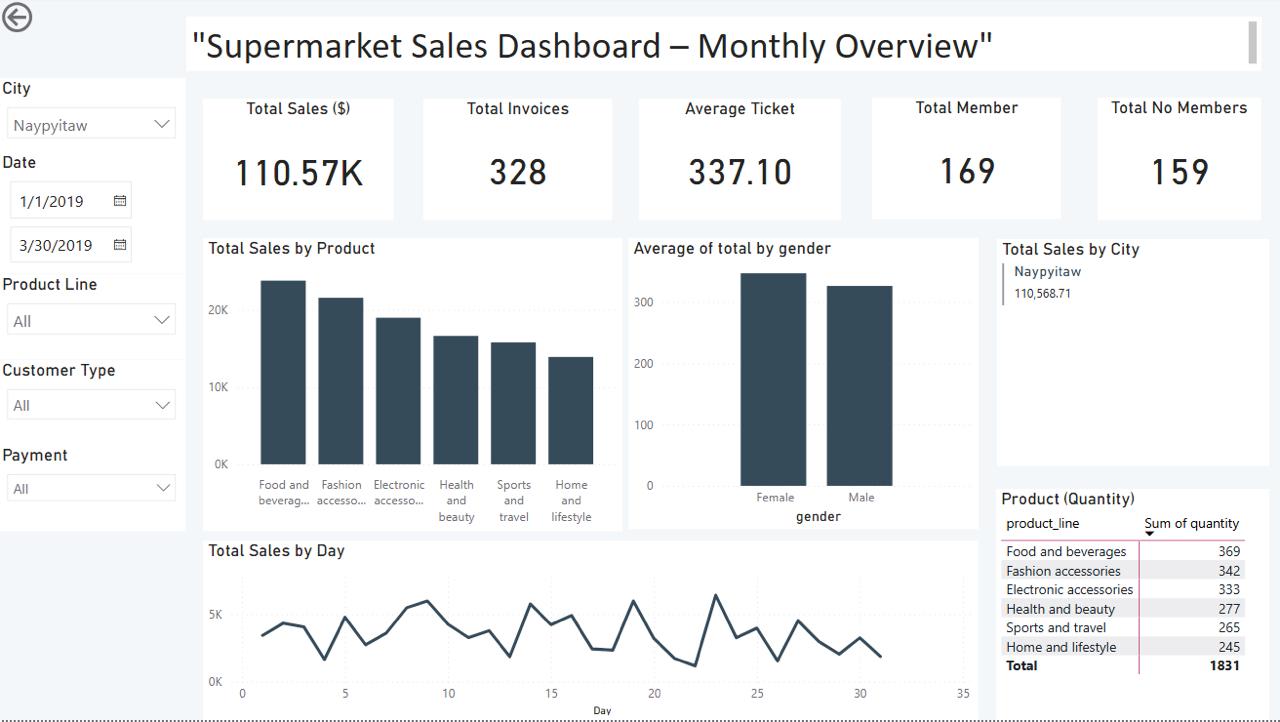 "Supermarket Sales Dashboard – Monthly Overview"
City
Naypyitaw
Date
1/1/2019
3/30/2019
Product Line
All
Customer Type
All
Payment
All
Total Sales ($)
110.57K
Total Invoices
328
Average Ticket
337.10
Total Member
169
Total No Members
159
Total Sales by Product
20K
10K
0K
Food and
beverag...
Fashion
accesso...
Electronic
accesso...
Health
and
beauty
Sports
and
travel
Home
and
lifestyle
Average of total by gender
300
200
100
0
Female
Male
gender
Total Sales by City
Naypyitaw
110,568.71
Total Sales by Day
5K
0K
0 5 10 15 20 25 30 35
Day
Product (Quantity)
product_line Sum of quantity
Food and beverages 369
Fashion accessories 342
Electronic accessories 333
Health and beauty 277
Sports and travel 265
Home and lifestyle 245
Total 1831